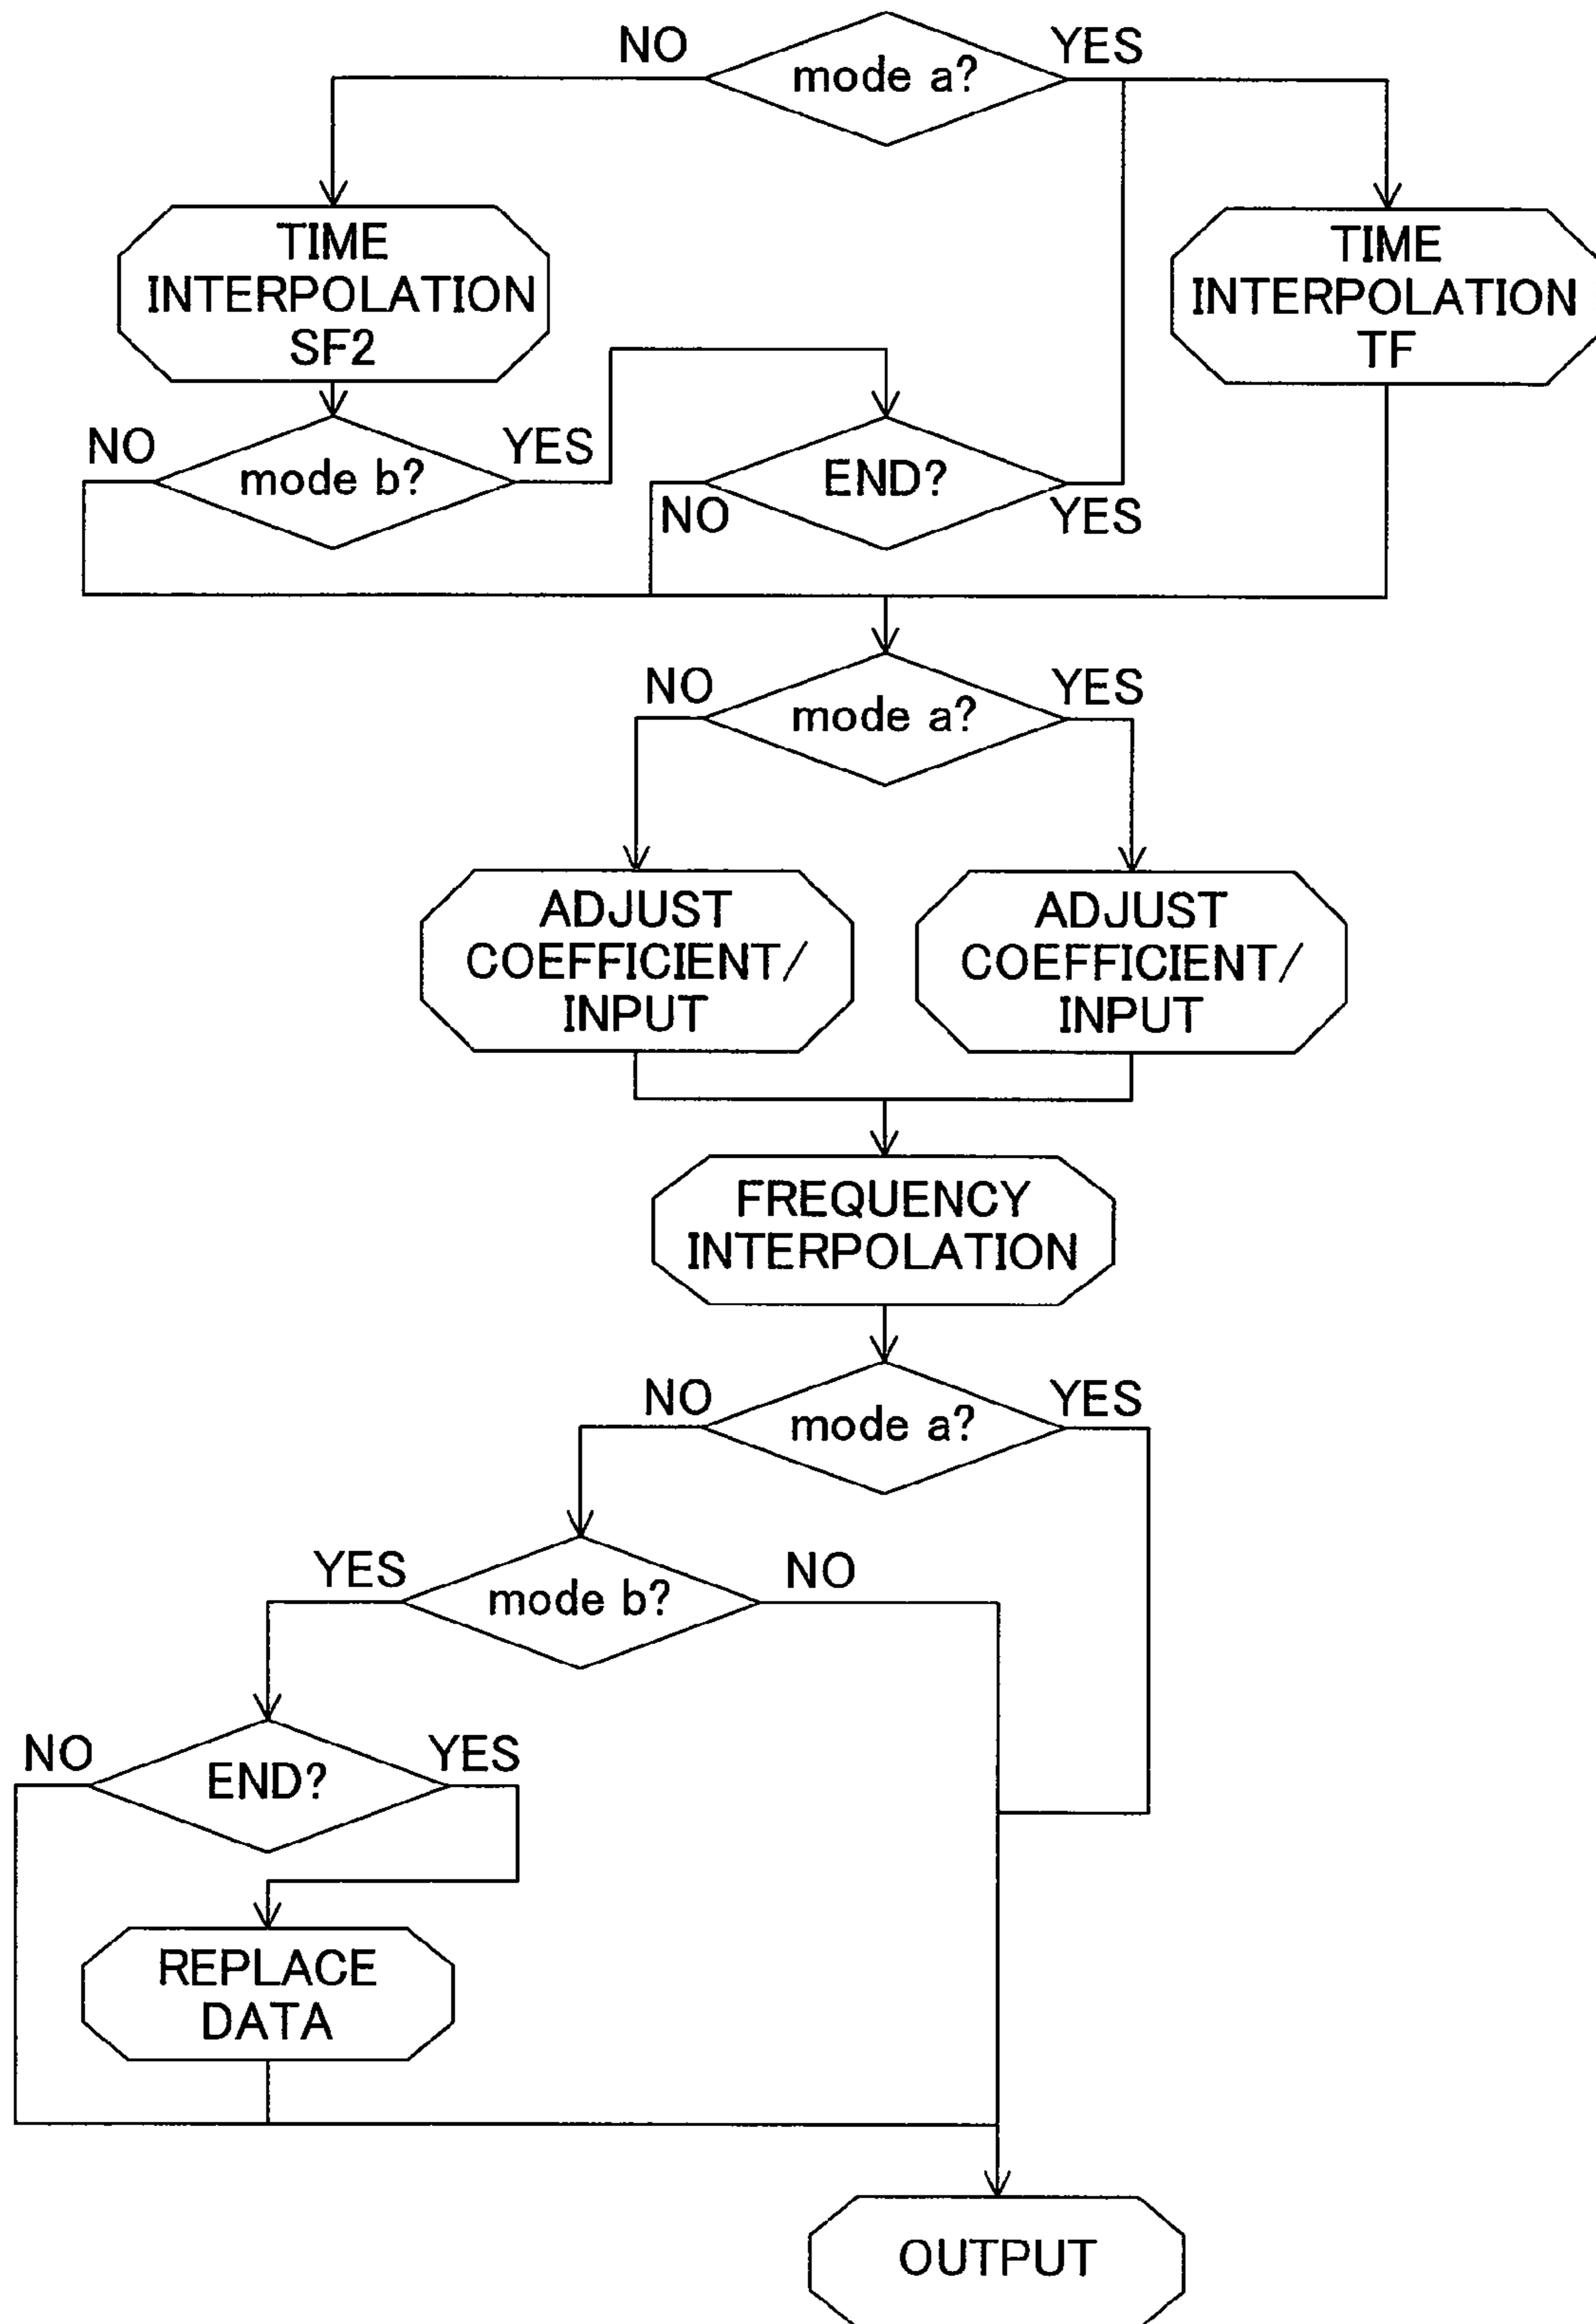 NO
YES
mode a?
TIME
INTERPOLATION
SF2
TIME
INTERPOLATION
TF
NO
YES
mode b?
END?
NO
YES
NO
YES
mode a?
ADJUST
COEFFICIENT/
INPUT
ADJUST
COEFFICIENT/
INPUT
FREQUENCY
INTERPOLATION
NO
YES
mode a?
YES
NO
mode b?
NO
YES
END?
REPLACE
DATA
OUTPUT